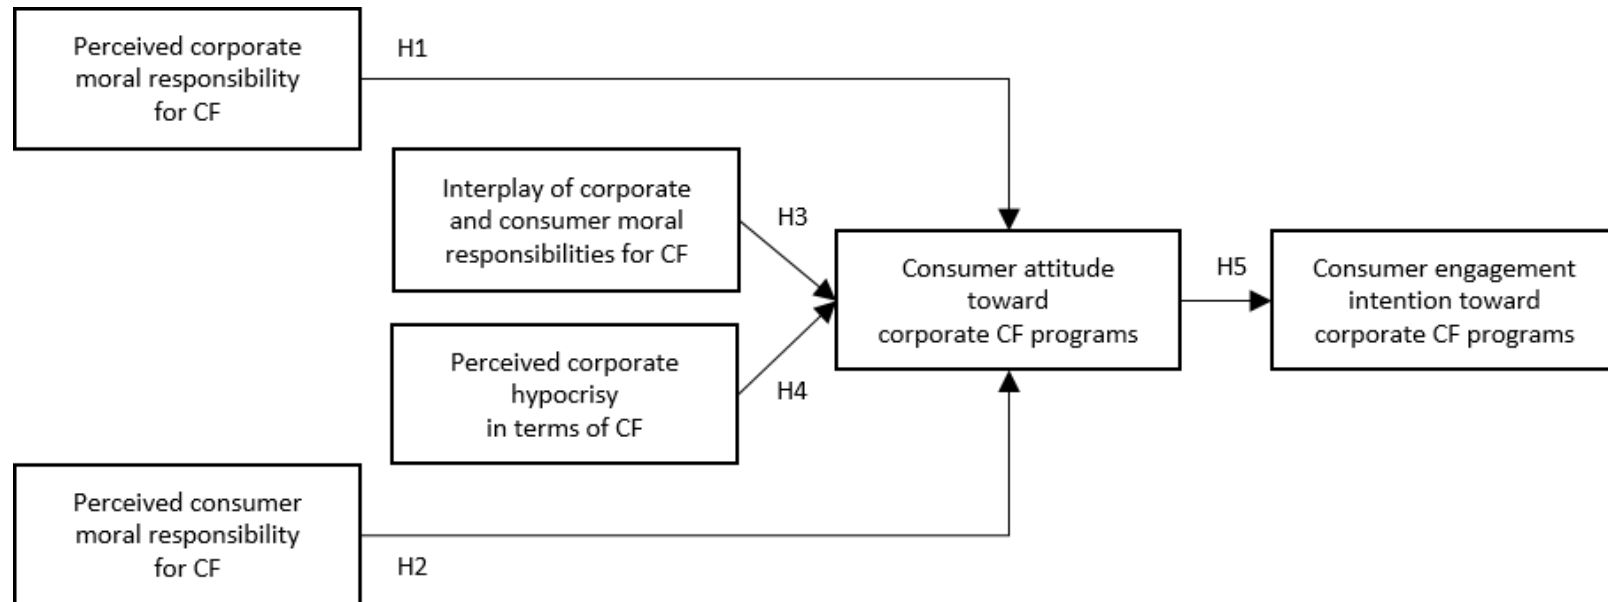 Perceived corporate
moral responsibility
for CF
H1
Interplay of corporate
and consumer moral
responsibilities for CF
H3
Perceived corporate
hypocrisy
in terms of CF
H4
Perceived consumer
moral responsibility
for CF
H2
Consumer attitude
toward
corporate CF programs
H5
Consumer engagement
intention toward
corporate CF programs